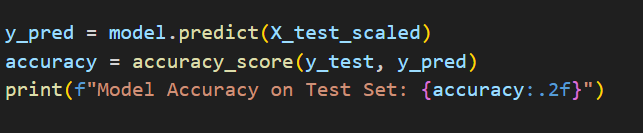 y_pred = model.predict(X_test_scaled)
accuracy = accuracy_score(y_test, y_pred)
print(f"Model Accuracy on Test Set: {accuracy:.2f}")